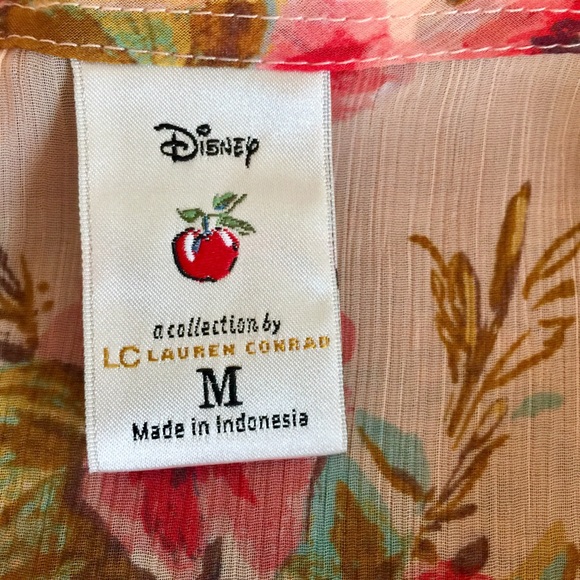 Disney
a collection by
LC LAUREN CONRAD
M
Made in Indonesia